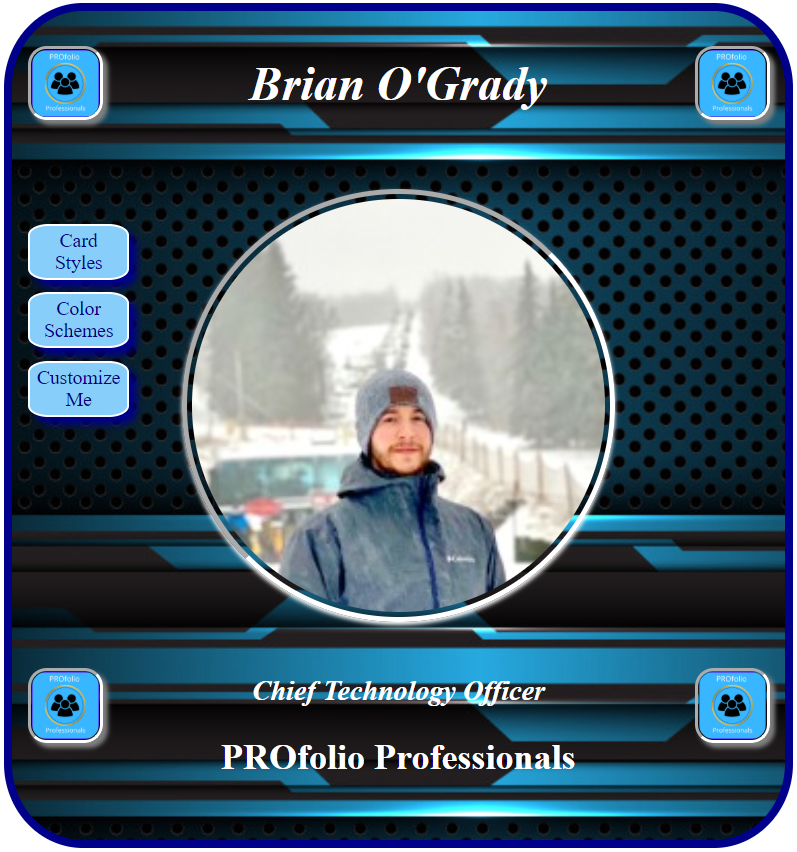 PROfolio
Professionals
Brian O'Grady
PROfolio
Professionals
Card
Styles
Color
Schemes
Customize
Me
Columbia
PROfolio
Professionals
Chief Technology Officer
PROfolio
Professionals
PROfolio Professionals